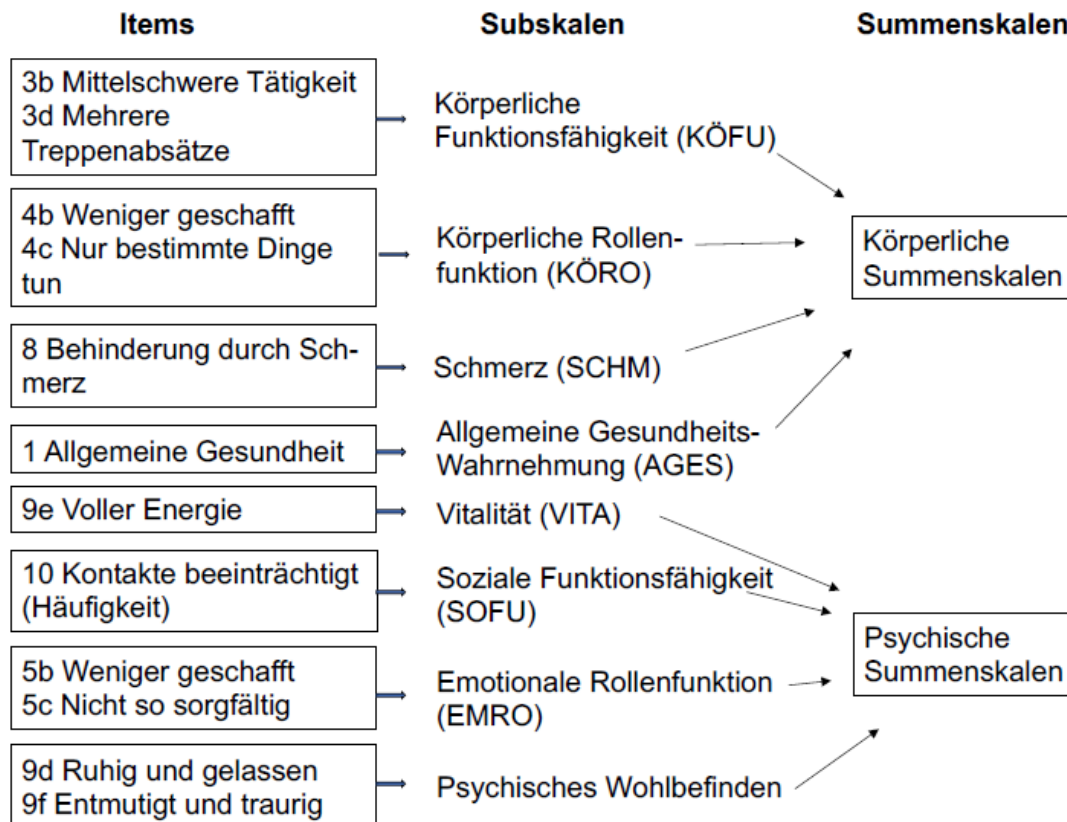 Items
Subskalen
Summenskalen
3b Mittelschwere Tätigkeit
3d Mehrere
Treppenabsätze
Körperliche
Funktionsfähigkeit (KÖFU)
4b Weniger geschafft
4c Nur bestimmte Dinge
tun
Körperliche Rollen-
funktion (KÖRO)
Körperliche
Summenskalen
8 Behinderung durch Sch-
merz
Schmerz (SCHM)
1 Allgemeine Gesundheit
Allgemeine Gesundheits-
Wahrnehmung (AGES)
9e Voller Energie
Vitalität (VITA)
10 Kontakte beeinträchtigt
(Häufigkeit)
Soziale Funktionsfähigkeit
(SOFU)
Psychische
Summenskalen
5b Weniger geschafft
5c Nicht so sorgfältig
Emotionale Rollenfunktion
(EMRO)
9d Ruhig und gelassen
9f Entmutigt und traurig
Psychisches Wohlbefinden